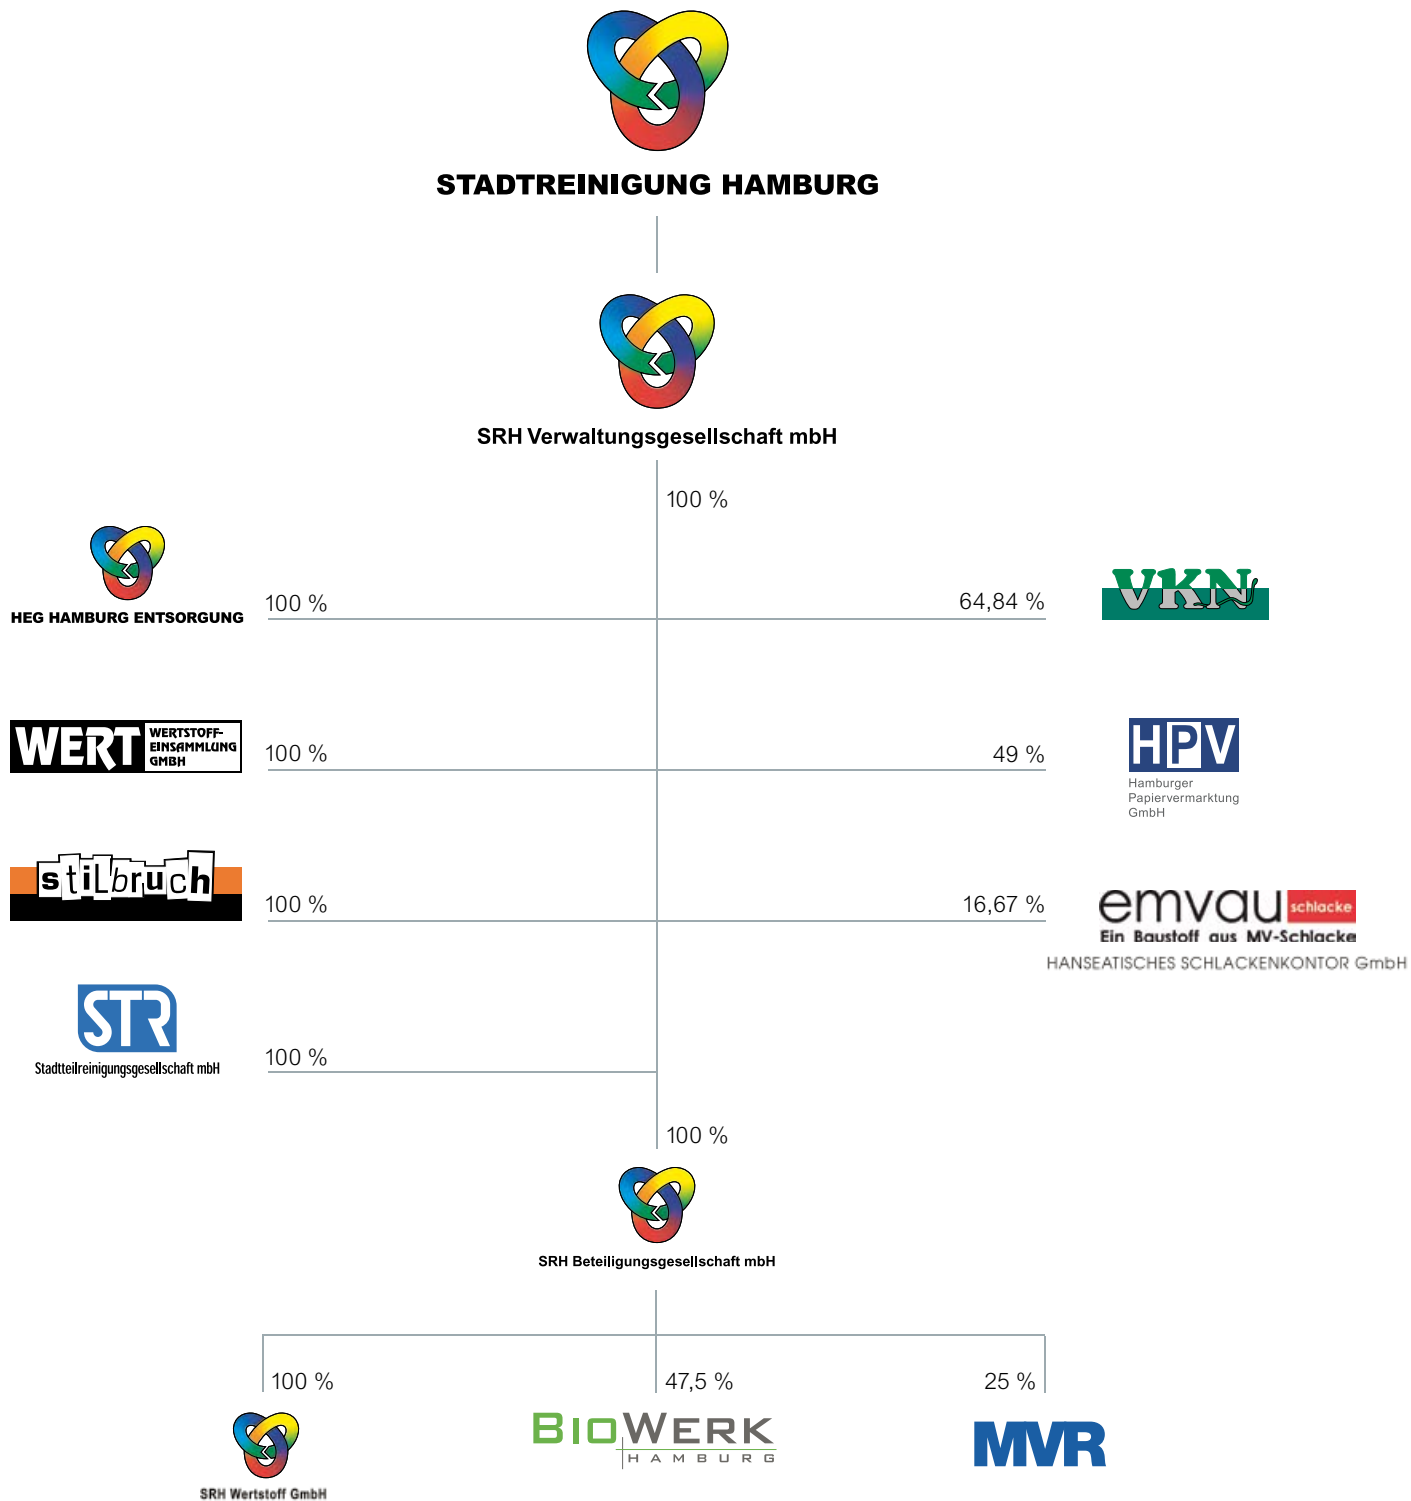 STADTREINIGUNG HAMBURG
SRH Verwaltungsgesellschaft mbH
100 %
HEG HAMBURG ENTSORGUNG
100 %
64,84 %
VKN
WERT
WERTSTOFF-
EINSAMMLUNG
GMBH
100 %
49 %
HPV
Hamburger
Papiervermarktung
GmbH
stilbruch
100 %
16,67 %
emvau
schlacke
Ein Baustoff aus MV-Schlacke
HANSEATISCHES SCHLACKENKONTOR GmbH
STR
Stadtteilreinigungsgesellschaft mbH
100 %
100 %
SRH Beteiligungsgesellschaft mbH
100 %
47,5 %
25 %
SRH Wertstoff GmbH
BIOWERK
HAMBURG
MVR